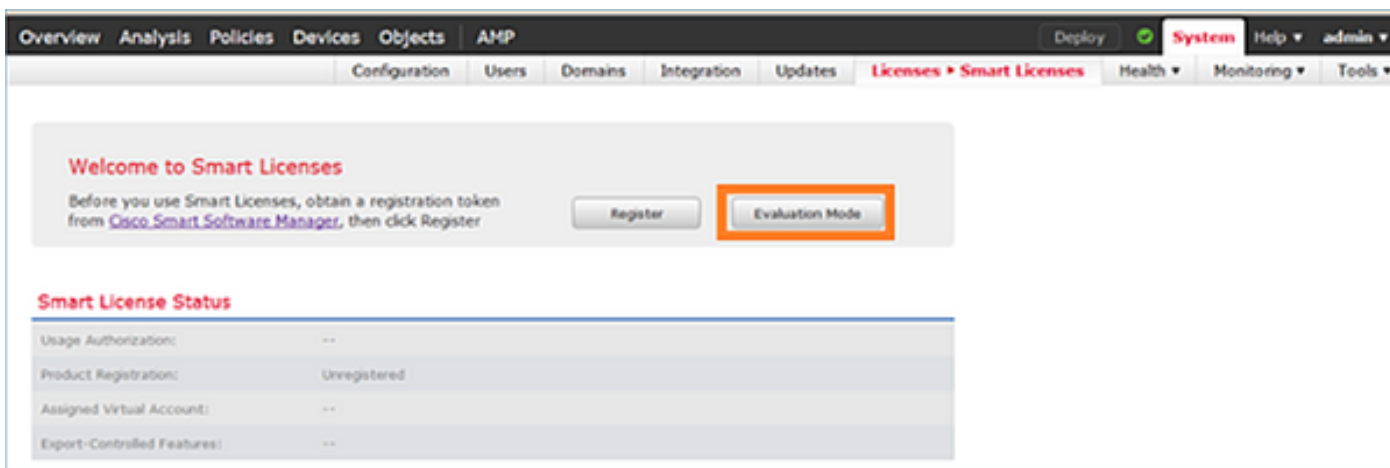 Overview Analysis Policies Devices Objects AMP Deploy System Help ▾ admin ▾
Configuration Users Domains Integration Updates Licenses ▸ Smart Licenses Health ▾ Monitoring ▾ Tools ▾
Welcome to Smart Licenses
Before you use Smart Licenses, obtain a registration token
from Cisco Smart Software Manager, then click Register
Register Evaluation Mode
Smart License Status
Usage Authorization: --
Product Registration: Unregistered
Assigned Virtual Account: --
Export-Controlled Features: --